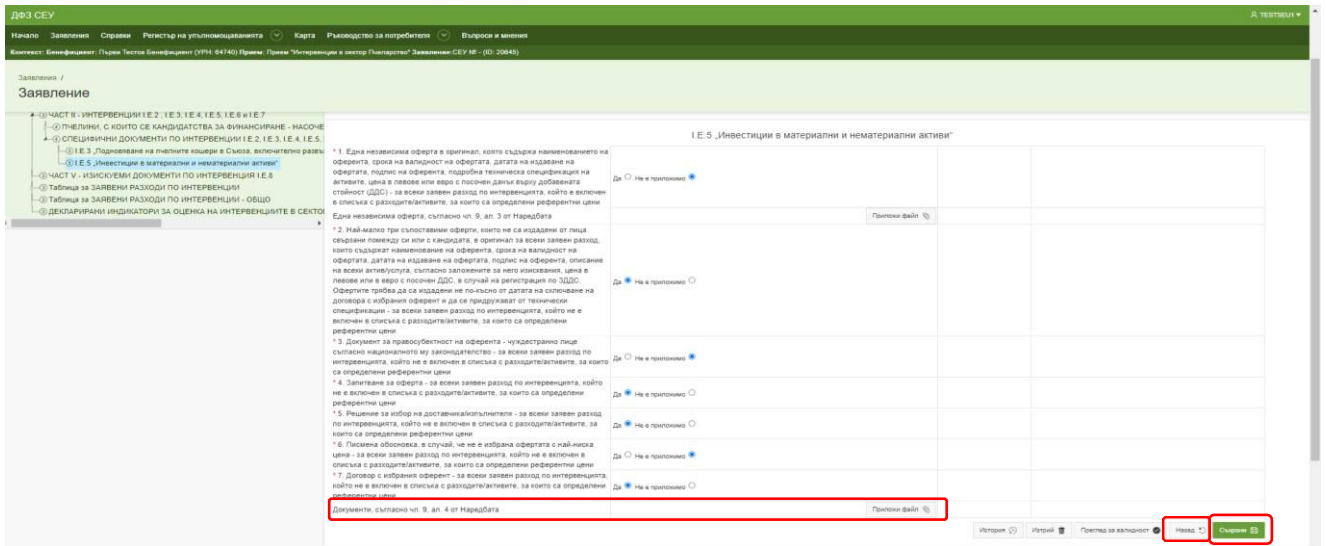 ДФЗ СЕУ
TESTSEU1
Начало Заявления Справки Регистър на упълномощаванията Карта Ръководство за потребителя Въпроси и мнения
Контекст: Бенефициент: Първи Тестов Бенефициент (УРН: 64740) Прием: Прием "Интервенции в сектор Пчеларство" Заявление:СЕУ № - (ID: 20645)
Заявления /
Заявление
ЧАСТ II - ИНТЕРВЕНЦИИ I.E.2 , I.E.3, I.E.4, I.E.5, I.E.6 и I.E.7
ПЧЕЛИНИ, С КОИТО СЕ КАНДИДАТСТВА ЗА ФИНАНСИРАНЕ - НАСОЧЕ
СПЕЦИФИЧНИ ДОКУМЕНТИ ПО ИНТЕРВЕНЦИИ I.E.2, I.E.3, I.E.4, I.E.5,
I.E.3 „Подновяване на пчелните кошери в Съюза, включително развъ
I.E.5 „Инвестиции в материални и нематериални активи“
ЧАСТ V - ИЗИСКУЕМИ ДОКУМЕНТИ ПО ИНТЕРВЕНЦИЯ I.E.8
Таблица за ЗАЯВЕНИ РАЗХОДИ ПО ИНТЕРВЕНЦИИ
Таблица за ЗАЯВЕНИ РАЗХОДИ ПО ИНТЕРВЕНЦИИ - ОБЩО
ДЕКЛАРИРАНИ ИНДИКАТОРИ ЗА ОЦЕНКА НА ИНТЕРВЕНЦИИТЕ В СЕКТО
I.E.5 „Инвестиции в материални и нематериални активи“
* 1. Една независима оферта в оригинал, която съдържа наименованието на
оферента, срока на валидност на офертата, датата на издаване на
офертата, подпис на оферента, подробна техническа спецификация на
активите, цена в левове или евро с посочен данък върху добавената
стойност (ДДС) - за всеки заявен разход по интервенцията, който е включен
в списъка с разходите/активите, за които са определени референтни цени
Да Не е приложимо
Една независима оферта, съгласно чл. 9, ал. 3 от Наредбата
Приложи файл
* 2. Най-малко три съпоставими оферти, които не са издадени от лица
свързани помежду си или с кандидата, в оригинал за всеки заявен разход,
които съдържат наименование на оферента, срока на валидност на
офертата, датата на издаване на офертата, подпис на оферента, описание
на всеки актив/услуга, съгласно заложените за него изисквания, цена в
левове или в евро с посочен ДДС, в случай на регистрация по ЗДДС.
Офертите трябва да са издадени не по-късно от датата на сключване на
договора с избрания оферент и да се придружават от технически
спецификации - за всеки заявен разход по интервенцията, който не е
включен в списъка с разходите/активите, за които са определени
референтни цени
Да Не е приложимо
* 3. Документ за правосубектност на оферента - чуждестранно лице
съгласно националното му законодателство - за всеки заявен разход по
интервенцията, който не е включен в списъка с разходите/активите, за които
са определени референтни цени
Да Не е приложимо
* 4. Запитване за оферта - за всеки заявен разход по интервенцията, който
не е включен в списъка с разходите/активите, за които са определени
референтни цени
Да Не е приложимо
* 5. Решение за избор на доставчика/изпълнителя - за всеки заявен разход
по интервенцията, който не е включен в списъка с разходите/активите, за
които са определени референтни цени
Да Не е приложимо
* 6. Писмена обосновка, в случай, че не е избрана офертата с най-ниска
цена - за всеки заявен разход по интервенцията, който не е включен в
списъка с разходите/активите, за които са определени референтни цени
Да Не е приложимо
* 7. Договор с избрания оферент - за всеки заявен разход по интервенцията,
който не е включен в списъка с разходите/активите, за които са определени
референтни цени
Да Не е приложимо
Документи, съгласно чл. 9, ал. 4 от Наредбата
Приложи файл
История Изтрий Преглед за валидност Назад Съхрани